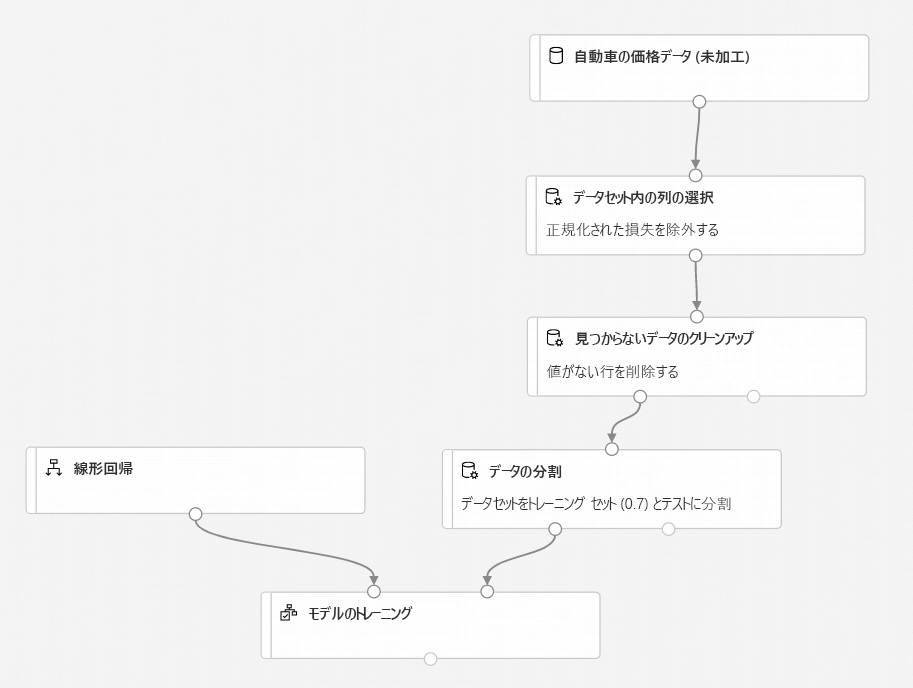 自動車の価格データ (未加工)
データセット内の列の選択
正規化された損失を除外する
見つからないデータのクリーンアップ
値がない行を削除する
線形回帰
データの分割
データセットをトレーニング セット (0.7) とテストに分割
モデルのトレーニング